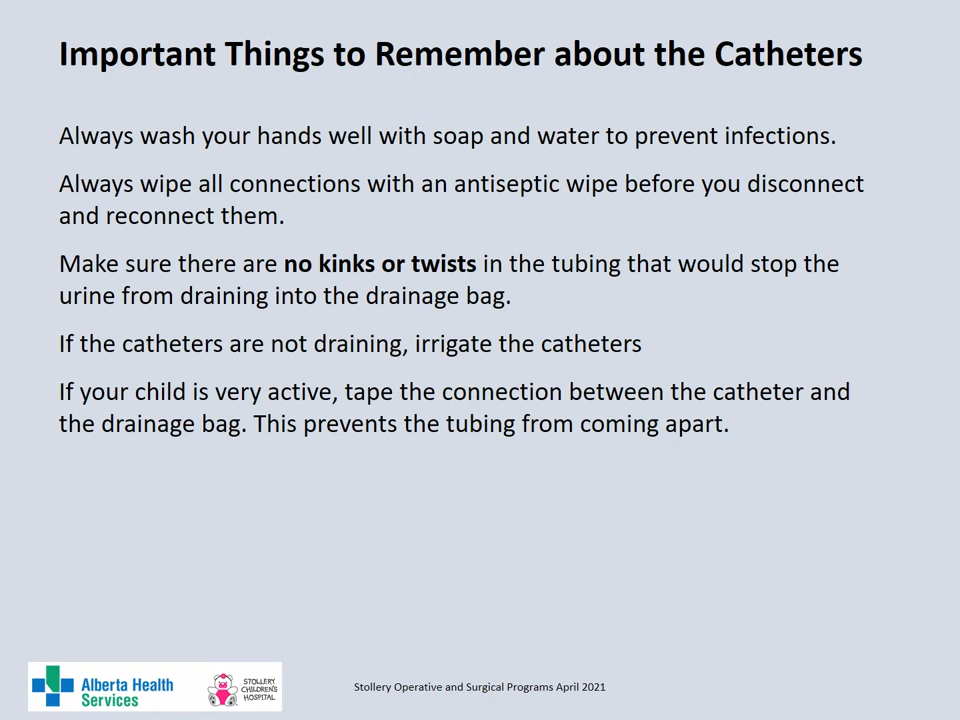 Important Things to Remember about the Catheters
Always wash your hands well with soap and water to prevent infections.
Always wipe all connections with an antiseptic wipe before you disconnect
and reconnect them.
Make sure there are no kinks or twists in the tubing that would stop the
urine from draining into the drainage bag.
If the catheters are not draining, irrigate the catheters
If your child is very active, tape the connection between the catheter and
the drainage bag. This prevents the tubing from coming apart.
Alberta Health
Services
STOLLERY
CHILDREN'S
HOSPITAL
Stollery Operative and Surgical Programs April 2021